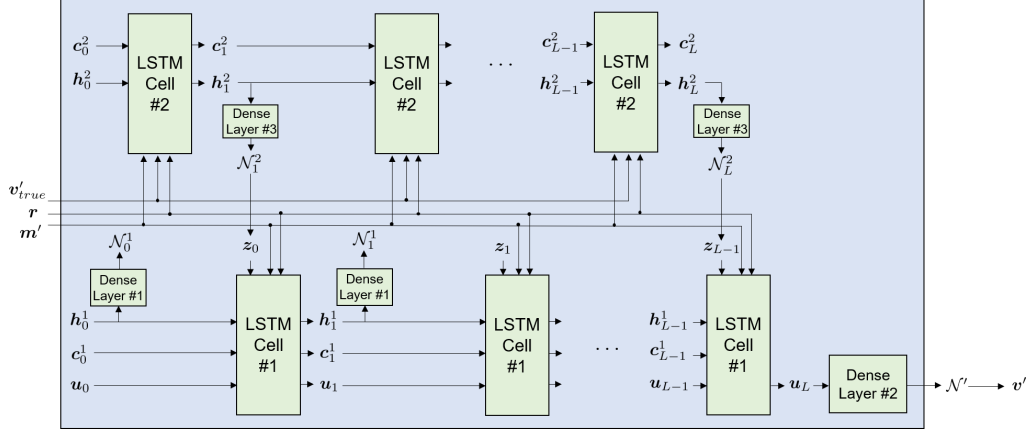 c_0^2 c_1^2 c_{L-1}^2 c_L^2
LSTM Cell #2 LSTM Cell #2 LSTM Cell #2
h_0^2 h_1^2 ... h_{L-1}^2 h_L^2
Dense Layer #3 Dense Layer #3
N_1^2 N_L^2
v'_{true}
r
m'
N_0^1 z_0 N_1^1 z_1 z_{L-1}
Dense Layer #1 Dense Layer #1
h_0^1 h_1^1 h_{L-1}^1
LSTM Cell #1 LSTM Cell #1 ... LSTM Cell #1
c_0^1 c_1^1 c_{L-1}^1
u_0 u_1 u_{L-1} u_L Dense Layer #2 N' v'